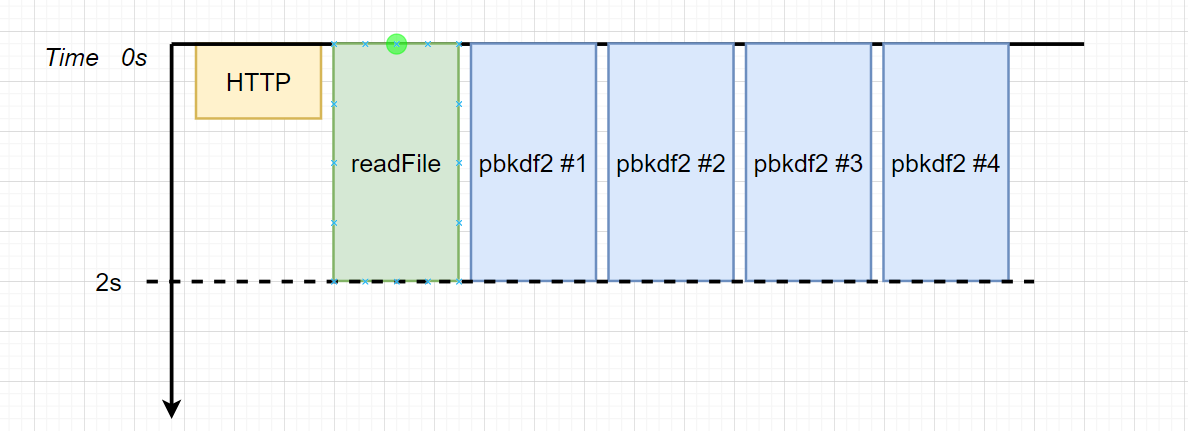 Time 0s
HTTP
readFile
pbkdf2 #1
pbkdf2 #2
pbkdf2 #3
pbkdf2 #4
2s